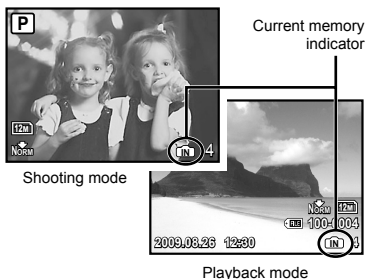 P
Current memory
indicator
12M
NORM
IN 4
Shooting mode
NORM 12M
FILE 100-0004
2009.08.26 12:30 IN 4
Playback mode